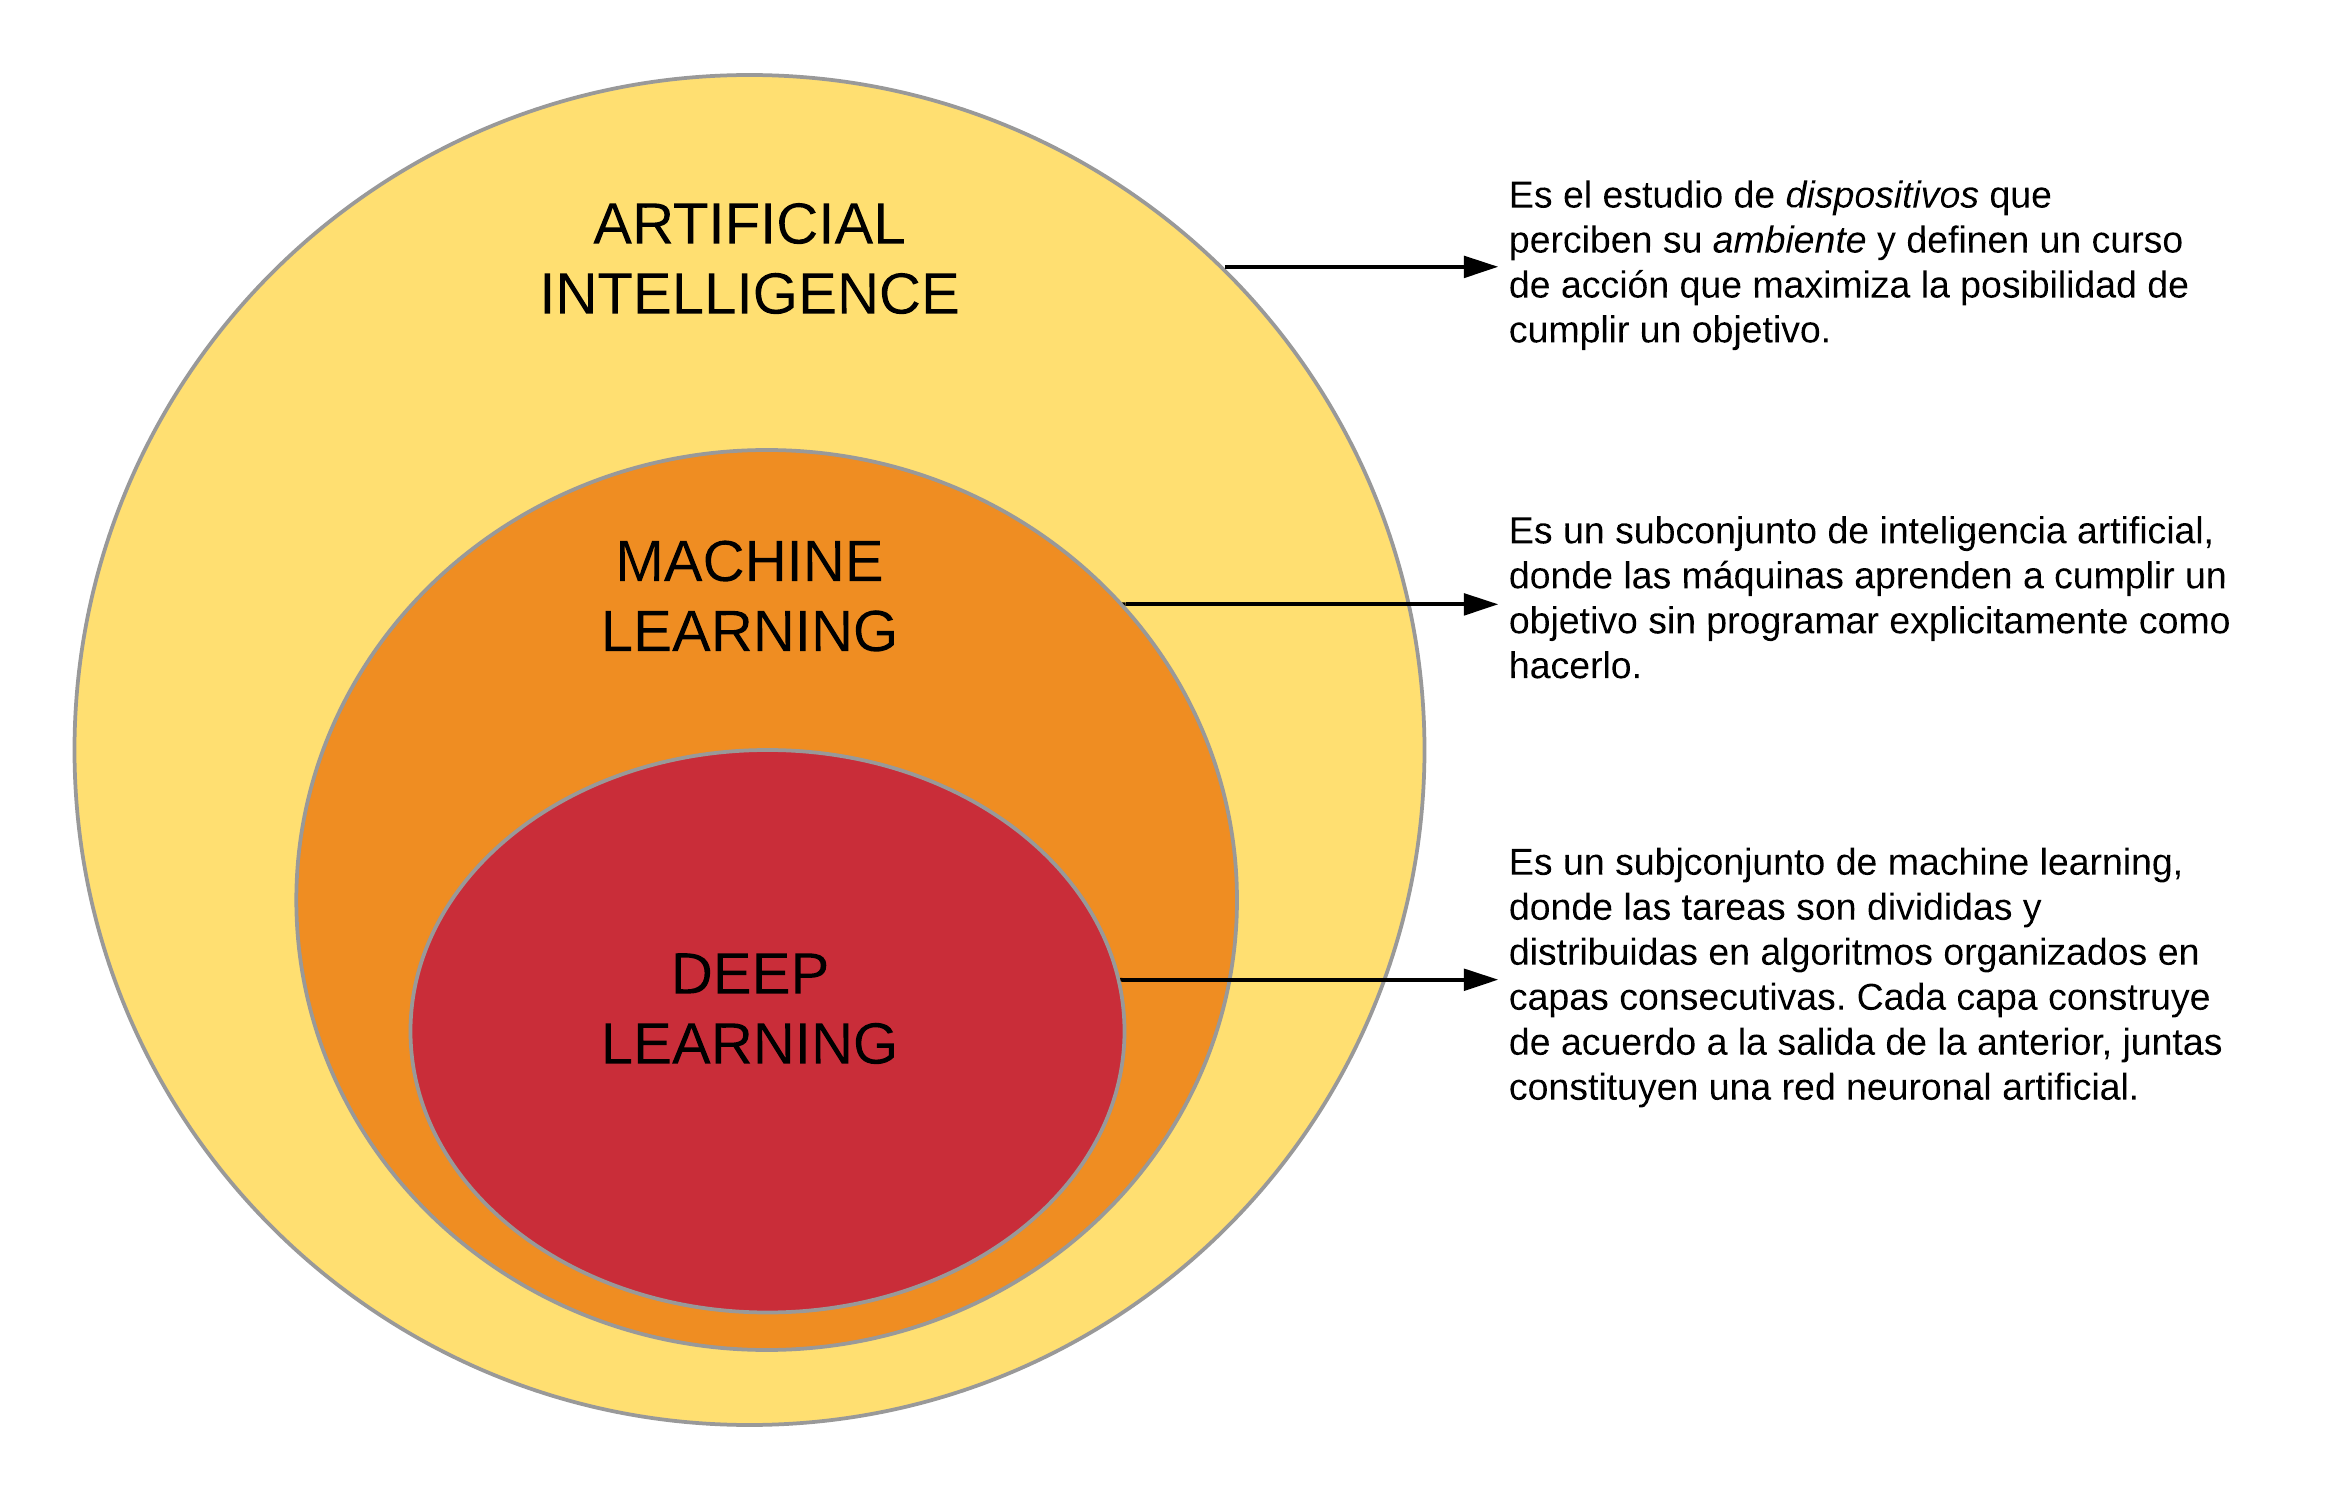 ARTIFICIAL
INTELLIGENCE
Es el estudio de dispositivos que
perciben su ambiente y definen un curso
de acción que maximiza la posibilidad de
cumplir un objetivo.
MACHINE
LEARNING
Es un subconjunto de inteligencia artificial,
donde las máquinas aprenden a cumplir un
objetivo sin programar explicitamente como
hacerlo.
DEEP
LEARNING
Es un subjconjunto de machine learning,
donde las tareas son divididas y
distribuidas en algoritmos organizados en
capas consecutivas. Cada capa construye
de acuerdo a la salida de la anterior, juntas
constituyen una red neuronal artificial.